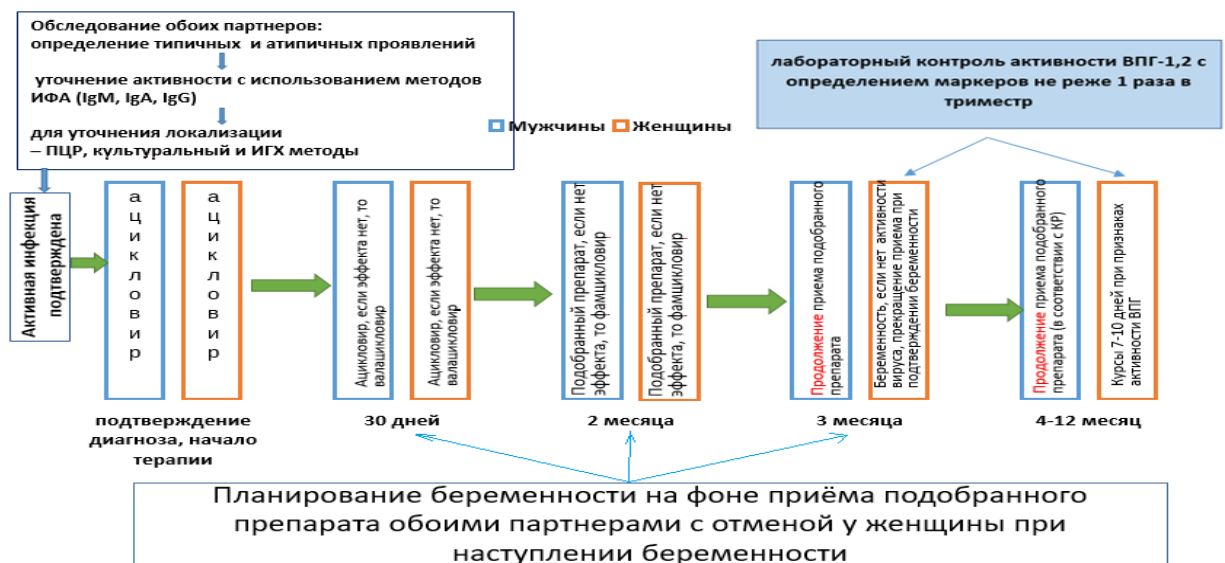 Обследование обоих партнеров:
определение типичных и атипичных проявлений
уточнение активности с использованием методов
ИФА (IgM, IgA, IgG)
для уточнения локализации
– ПЦР, культуральный и ИГХ методы
Мужчины Женщины
лабораторный контроль активности ВПГ-1,2 с
определением маркеров не реже 1 раза в
триместр
Активная инфекция
подтверждена
ацикловир
ацикловир
Ацикловир, если эффекта нет, то
валацикловир
Ацикловир, если эффекта нет, то
валацикловир
Подобранный препарат, если нет
эффекта, то фамцикловир
Подобранный препарат, если нет
эффекта, то фамцикловир
Продолжение приема подобранного
препарата
Беременность, если нет активности
вируса, прекращение приема при
подтверждении беременности
Продолжение приема подобранного
препарата (в соответствии с КР)
Курсы 7-10 дней при признаках
активности ВПГ
подтверждение
диагноза, начало
терапии
30 дней
2 месяца
3 месяца
4-12 месяц
Планирование беременности на фоне приёма подобранного
препарата обоими партнерами с отменой у женщины при
наступлении беременности